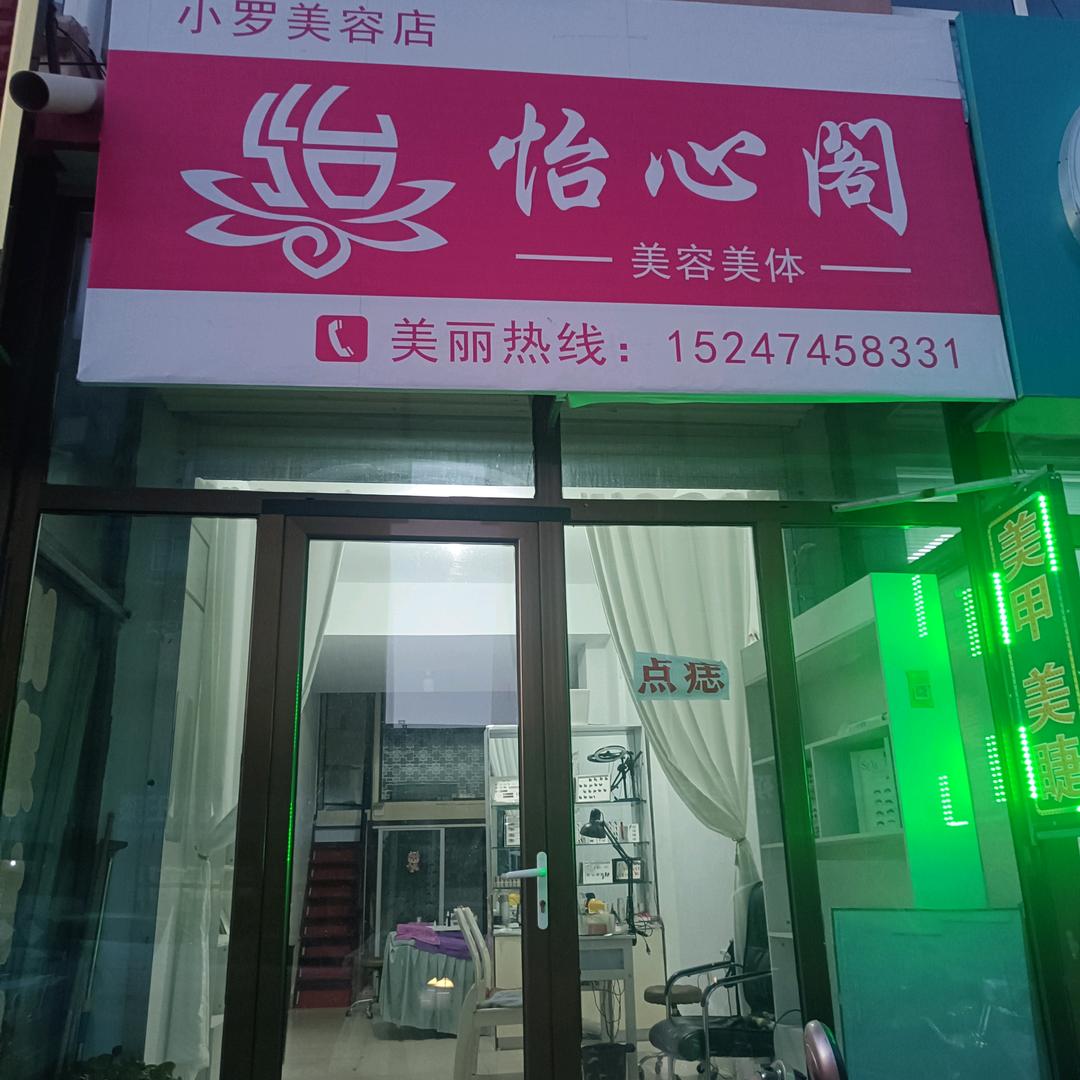 小罗美容店
怡
怡心阁
美容美体
美丽热线：15247458331
点痣
美甲 美睫